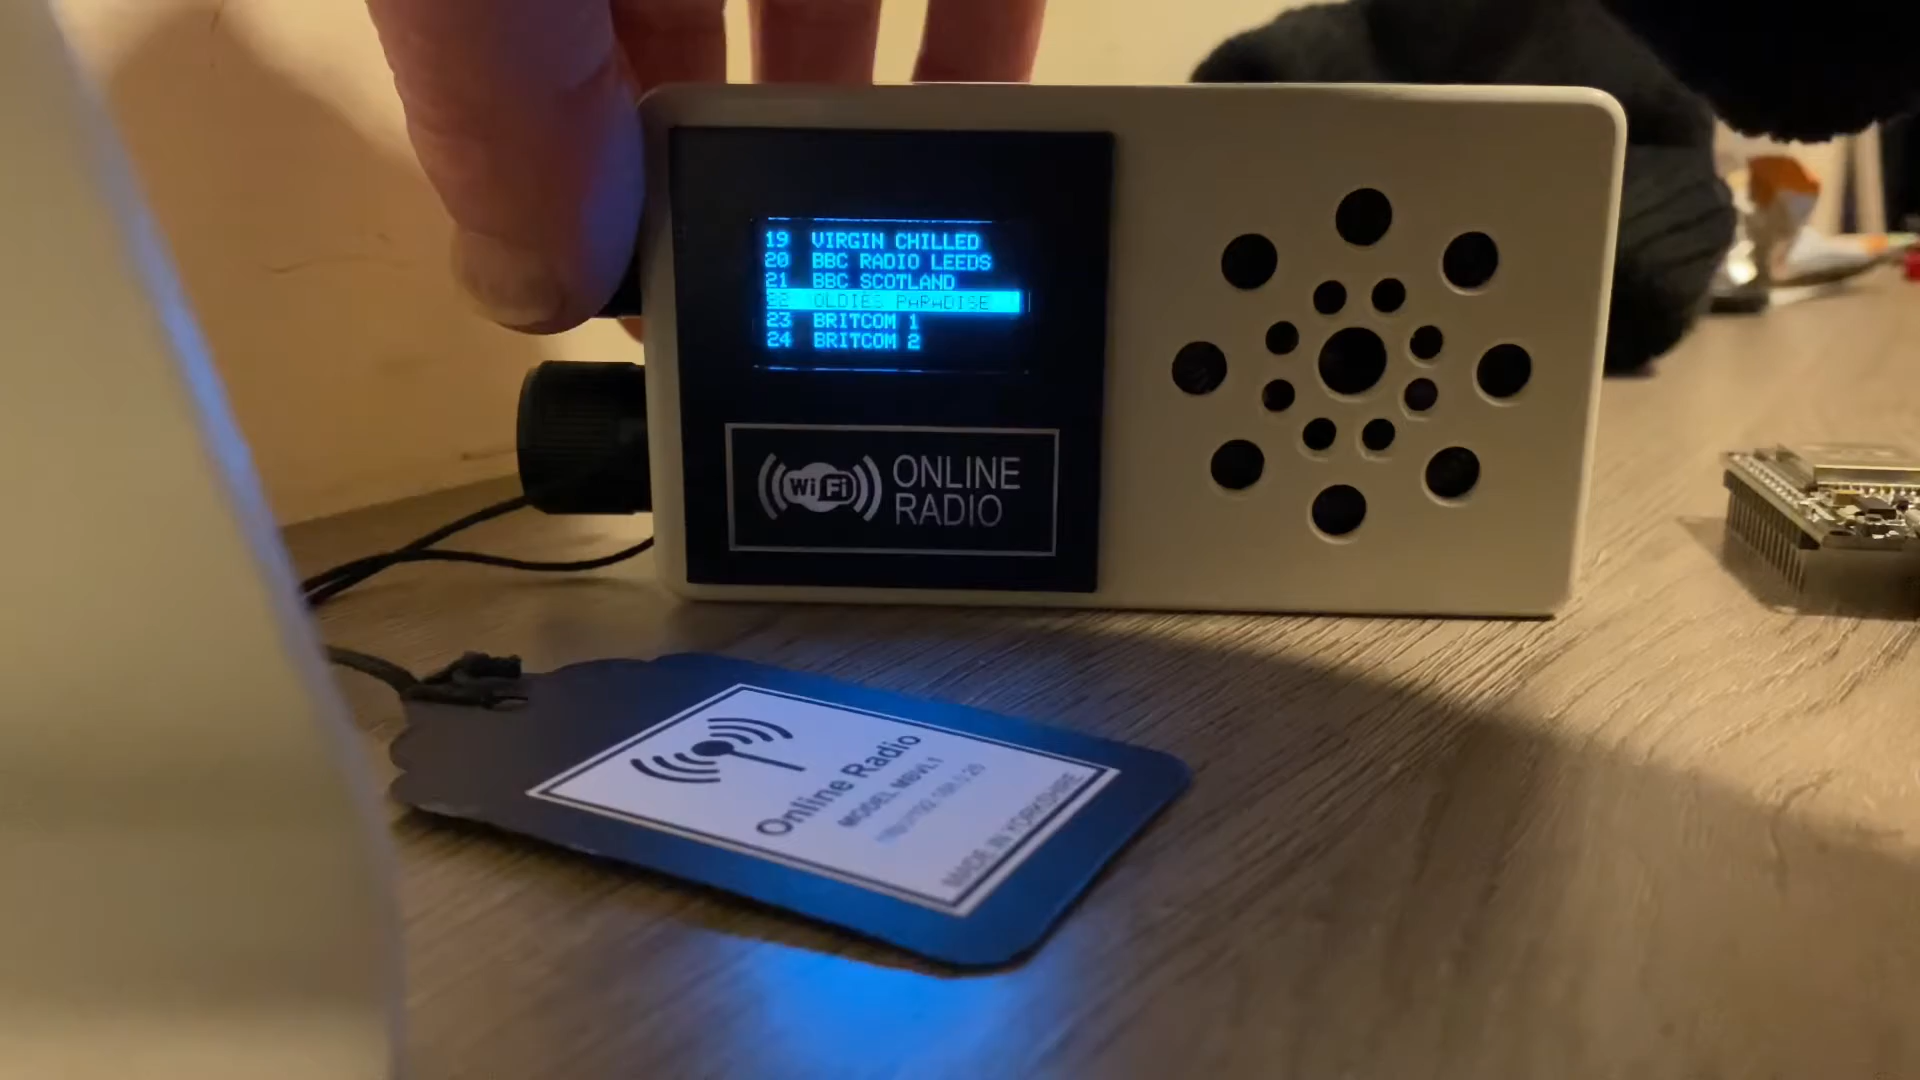 19 VIRGIN CHILLED
20 BBC RADIO LEEDS
21 BBC SCOTLAND
22 OLDIES PARADISE
23 BRITCOM 1
24 BRITCOM 2
WiFi
ONLINE
RADIO
Online Radio
MODEL MBVL1
MADE IN YORKSHIRE